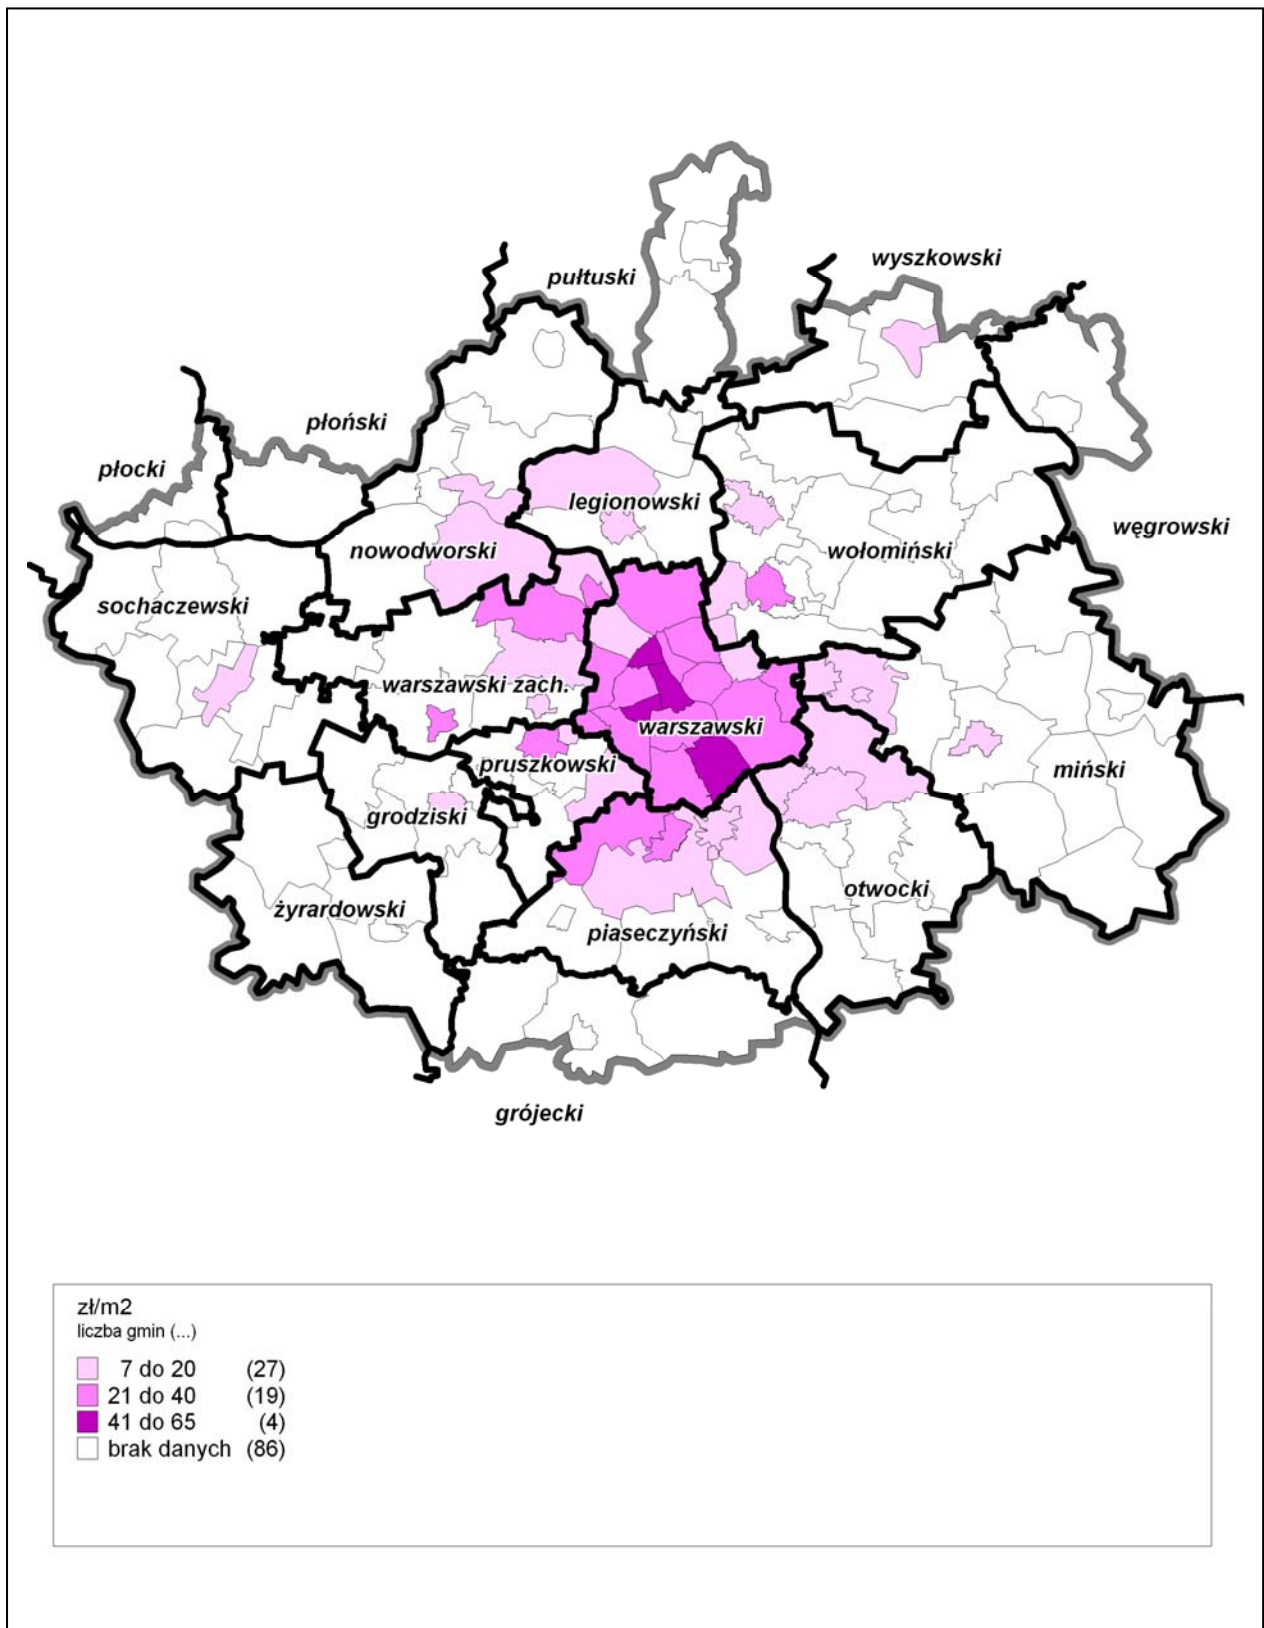 wyszkowski
pułtuski
płoński
płocki
legionowski
węgrowski
nowodworski
wołomiński
sochaczewski
warszawski zach.
warszawski
pruszkowski
miński
grodziski
otwocki
żyrardowski
piaseczyński
grójecki
zł/m2
liczba gmin (...)
7 do 20 (27)
21 do 40 (19)
41 do 65 (4)
brak danych (86)